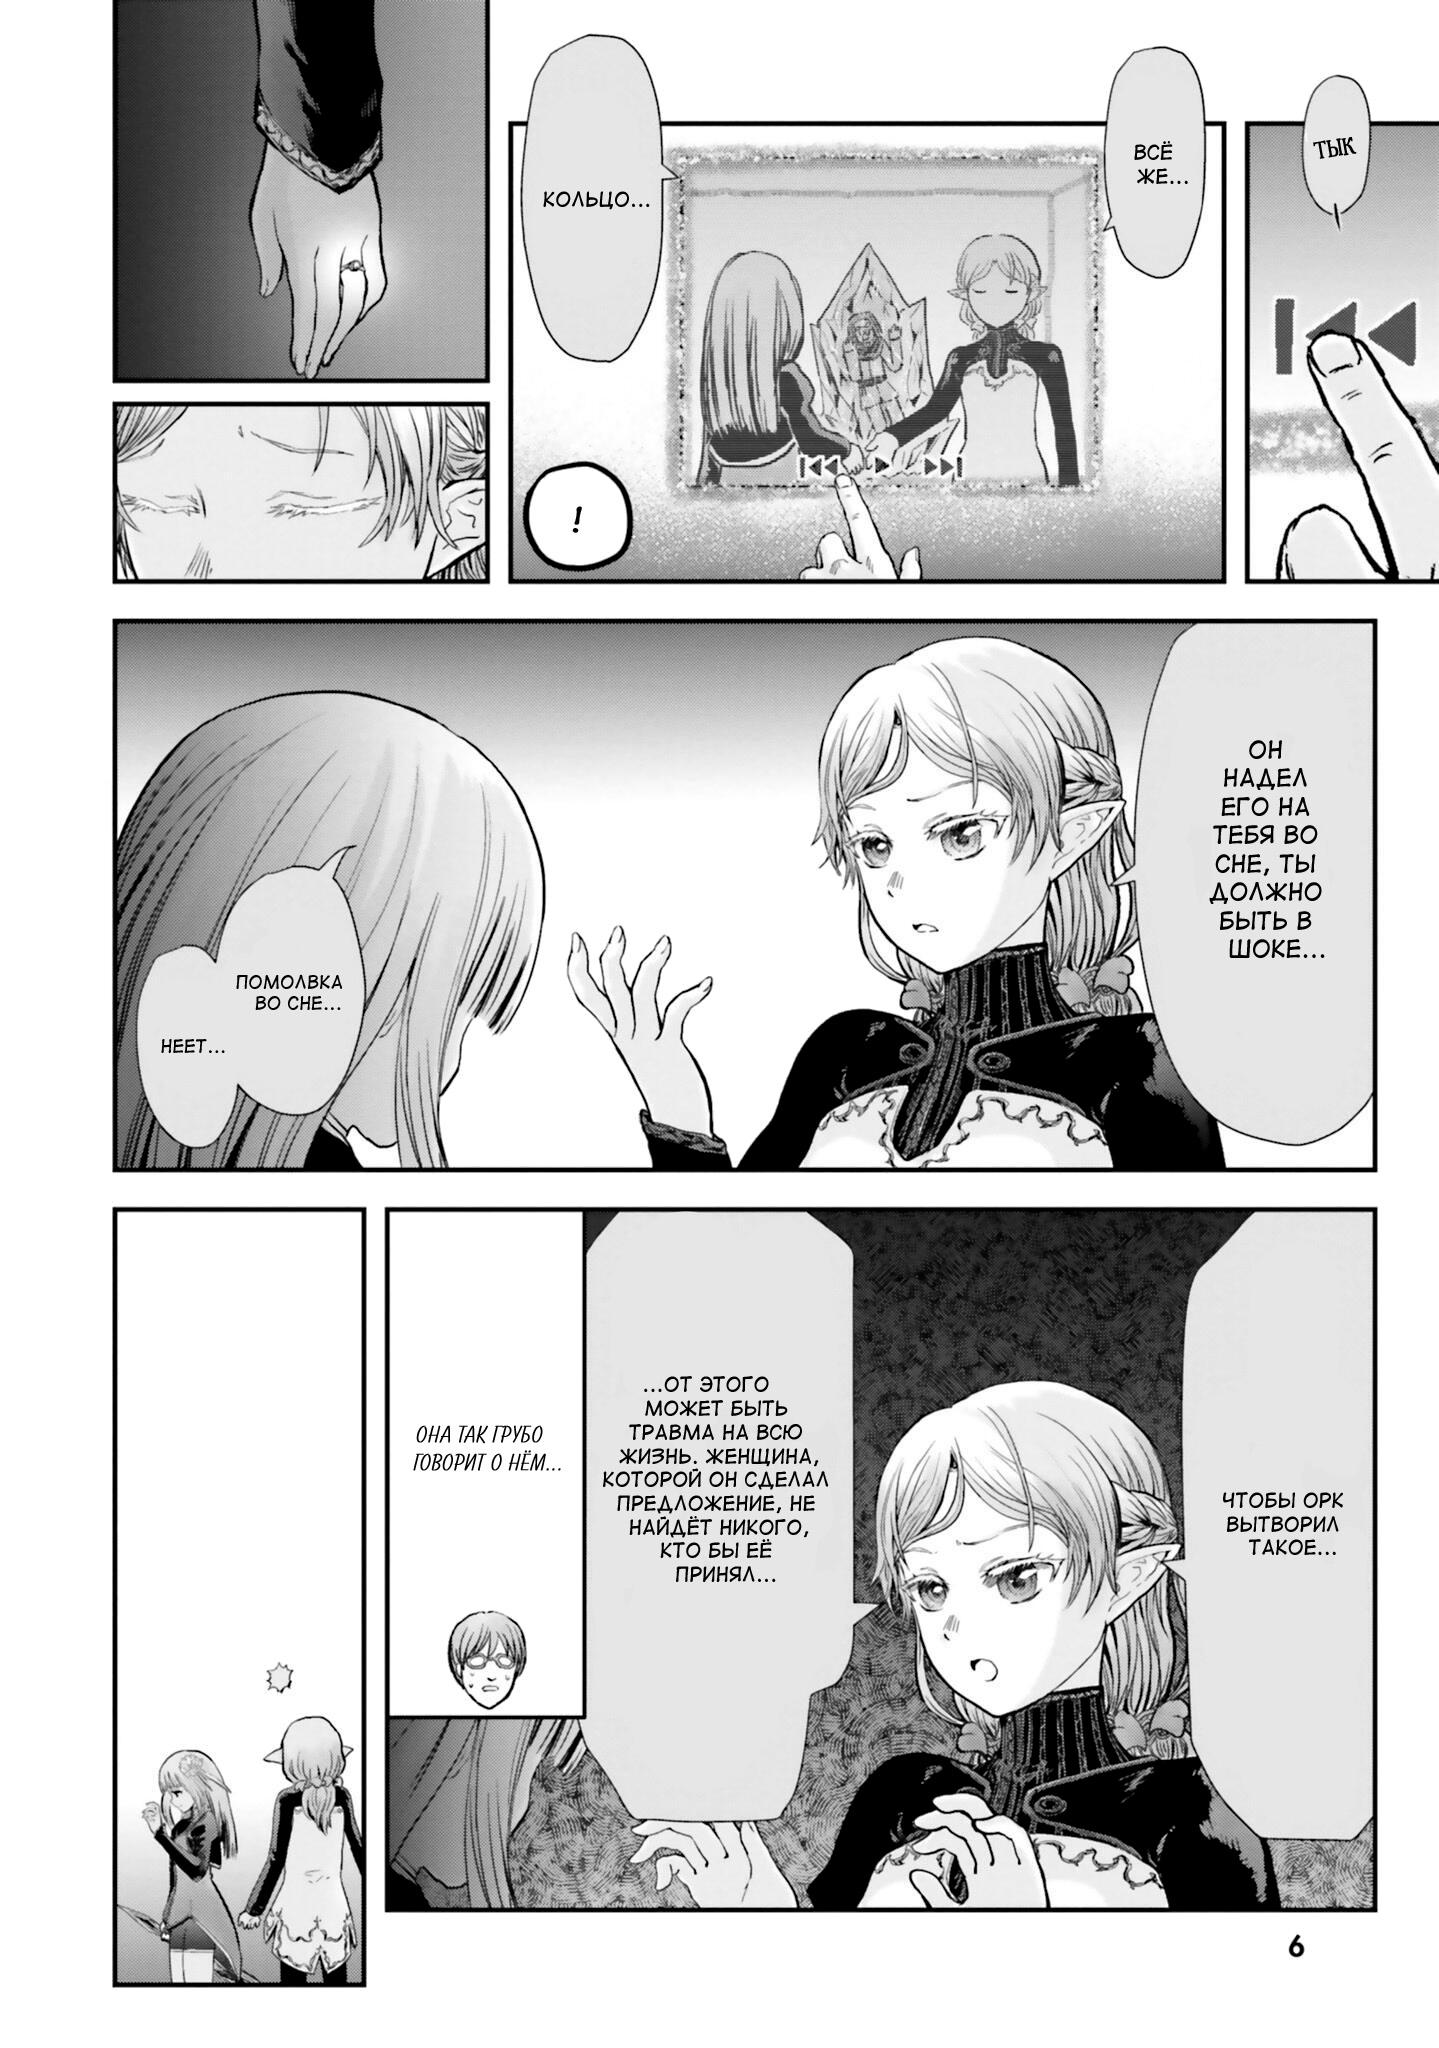 ТЫК
ВСЁ
ЖЕ...
КОЛЬЦО...
!
ОН
НАДЕЛ
ЕГО НА
ТЕБЯ ВО
СНЕ, ТЫ
ДОЛЖНО
БЫТЬ В
ШОКЕ...
ПОМОЛВКА
ВО СНЕ...
НЕЕТ...
ЧТОБЫ ОРК
ВЫТВОРИЛ
ТАКОЕ...
...ОТ ЭТОГО
МОЖЕТ БЫТЬ
ТРАВМА НА ВСЮ
ЖИЗНЬ. ЖЕНЩИНА,
КОТОРОЙ ОН СДЕЛАЛ
ПРЕДЛОЖЕНИЕ, НЕ
НАЙДЁТ НИКОГО,
КТО БЫ ЕЁ
ПРИНЯЛ...
ОНА ТАК ГРУБО
ГОВОРИТ О НЁМ...
6